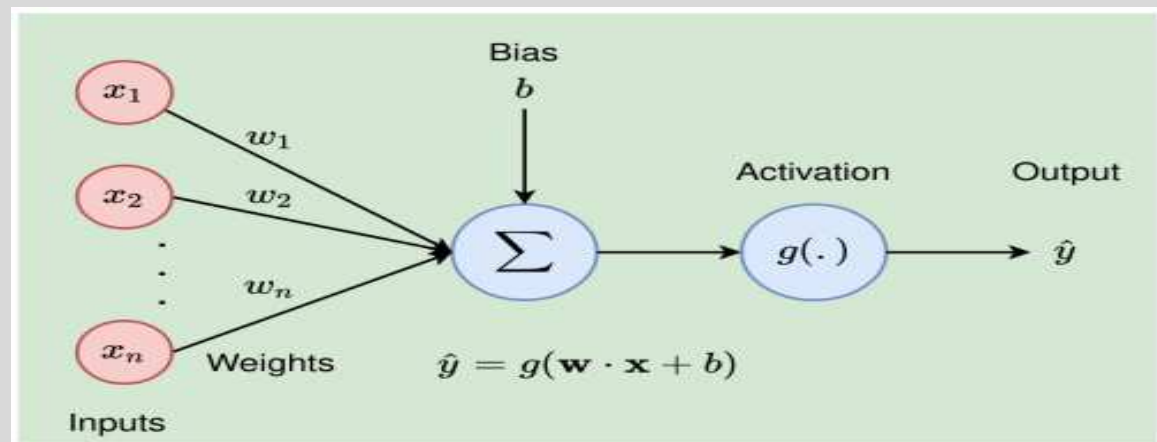 Bias
b
x₁
w₁
Activation
Output
x₂
w₂
∑
g(.)
ŷ
wₙ
xₙ
Weights
ŷ = g(w · x + b)
Inputs